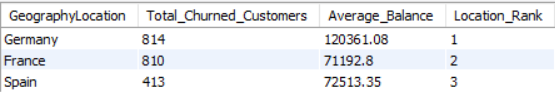 GeographyLocation Total_Churned_Customers Average_Balance Location_Rank
Germany 814 120361.08 1
France 810 71192.8 2
Spain 413 72513.35 3